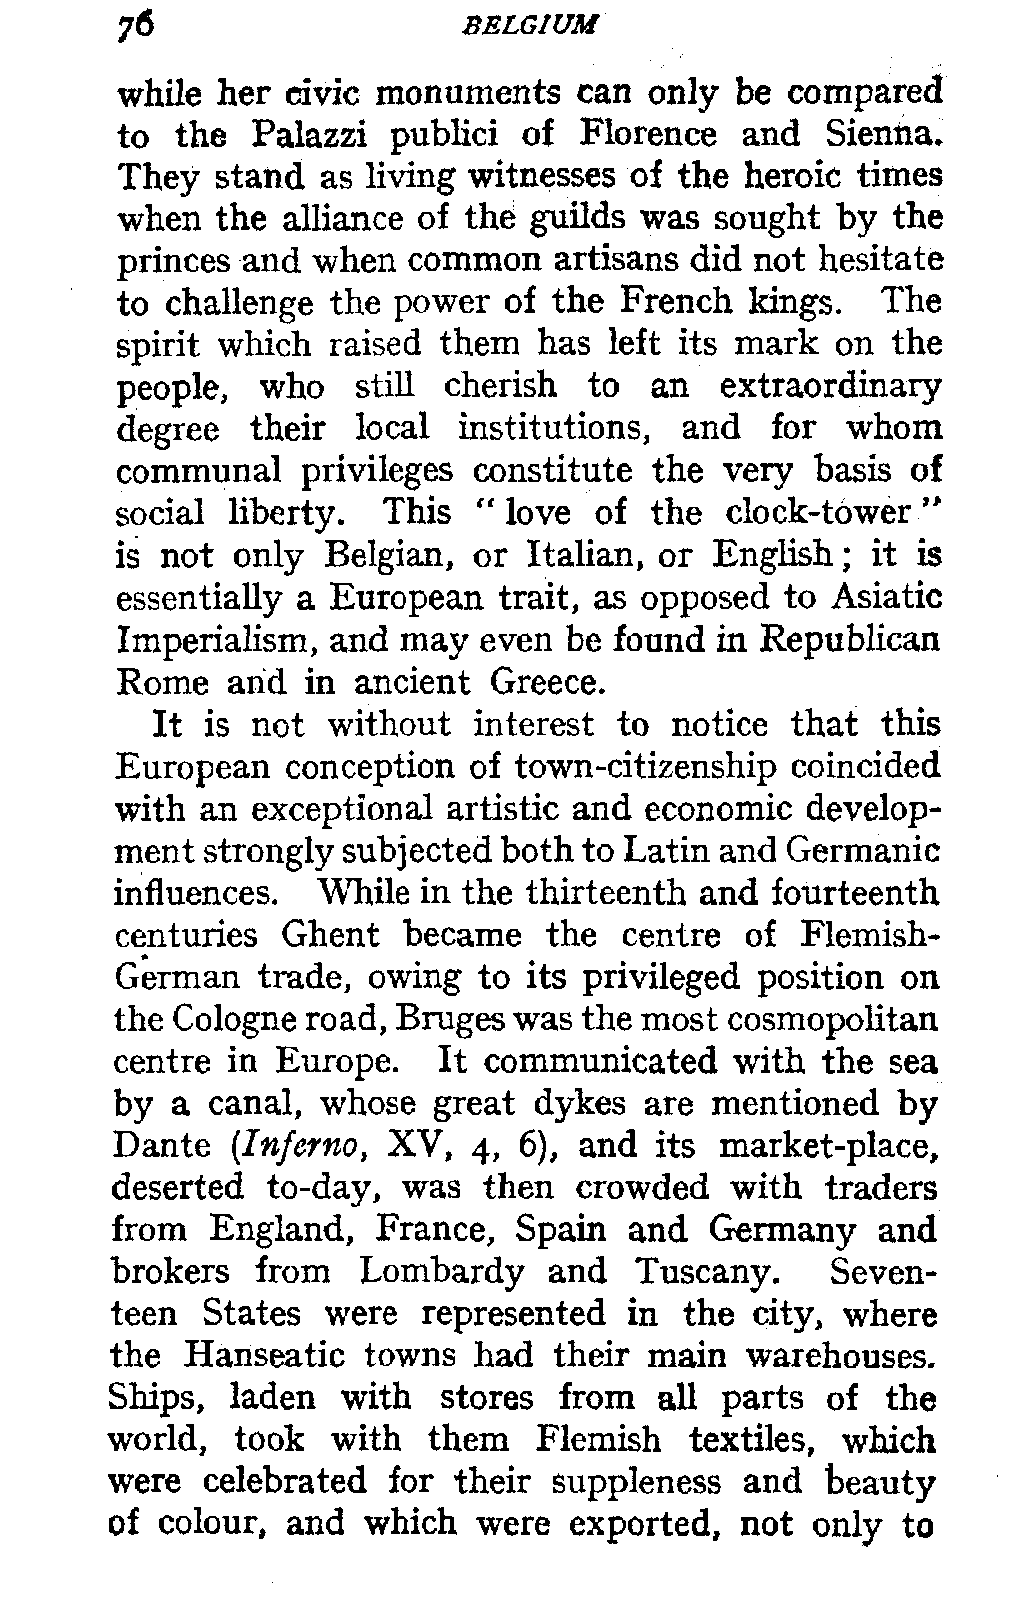 76 BELGIUM
while her civic monuments can only be compared
to the Palazzi publici of Florence and Sienna.
They stand as living witnesses of the heroic times
when the alliance of the guilds was sought by the
princes and when common artisans did not hesitate
to challenge the power of the French kings. The
spirit which raised them has left its mark on the
people, who still cherish to an extraordinary
degree their local institutions, and for whom
communal privileges constitute the very basis of
social liberty. This “ love of the clock-tower ”
is not only Belgian, or Italian, or English ; it is
essentially a European trait, as opposed to Asiatic
Imperialism, and may even be found in Republican
Rome and in ancient Greece.
It is not without interest to notice that this
European conception of town-citizenship coincided
with an exceptional artistic and economic develop-
ment strongly subjected both to Latin and Germanic
influences. While in the thirteenth and fourteenth
centuries Ghent became the centre of Flemish-
German trade, owing to its privileged position on
the Cologne road, Bruges was the most cosmopolitan
centre in Europe. It communicated with the sea
by a canal, whose great dykes are mentioned by
Dante (Inferno, XV, 4, 6), and its market-place,
deserted to-day, was then crowded with traders
from England, France, Spain and Germany and
brokers from Lombardy and Tuscany. Seven-
teen States were represented in the city, where
the Hanseatic towns had their main warehouses.
Ships, laden with stores from all parts of the
world, took with them Flemish textiles, which
were celebrated for their suppleness and beauty
of colour, and which were exported, not only to